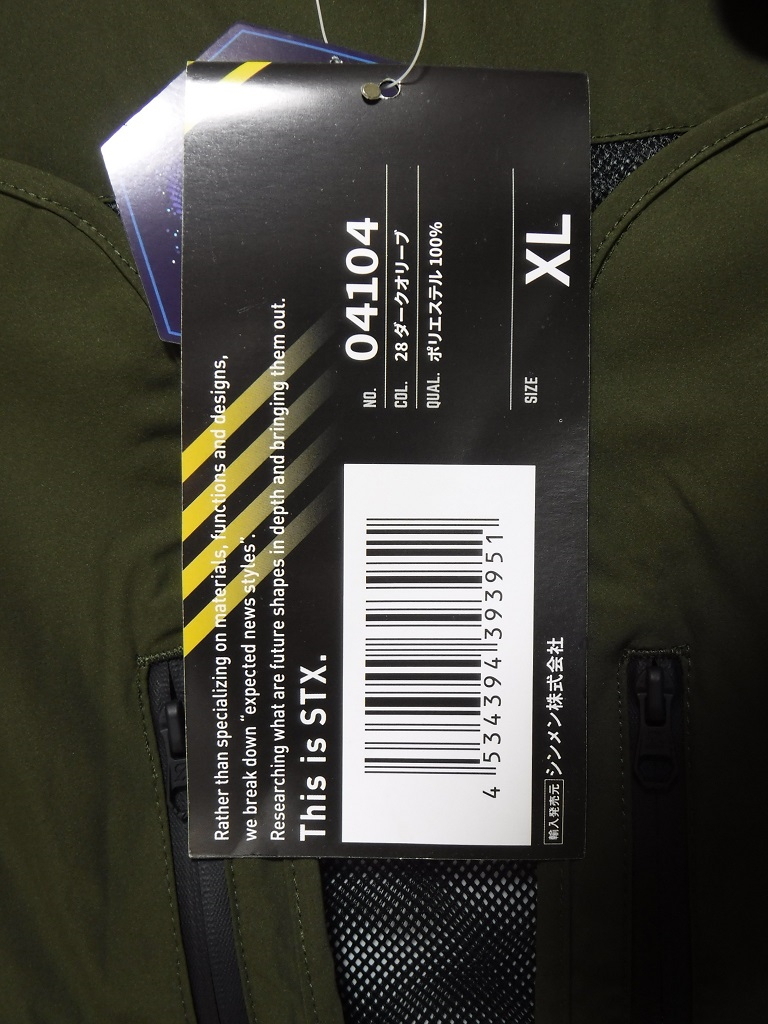 Rather than specializing on materials, functions and designs,
we break down “expected news styles”.
Researching what are future shapes in depth and bringing them out.
This is STX.
NO. 04104
COL. 28 ダークオリーブ
QUAL. ポリエステル 100%
SIZE XL
4 534394 393951
輸入発売元 シンメン株式会社